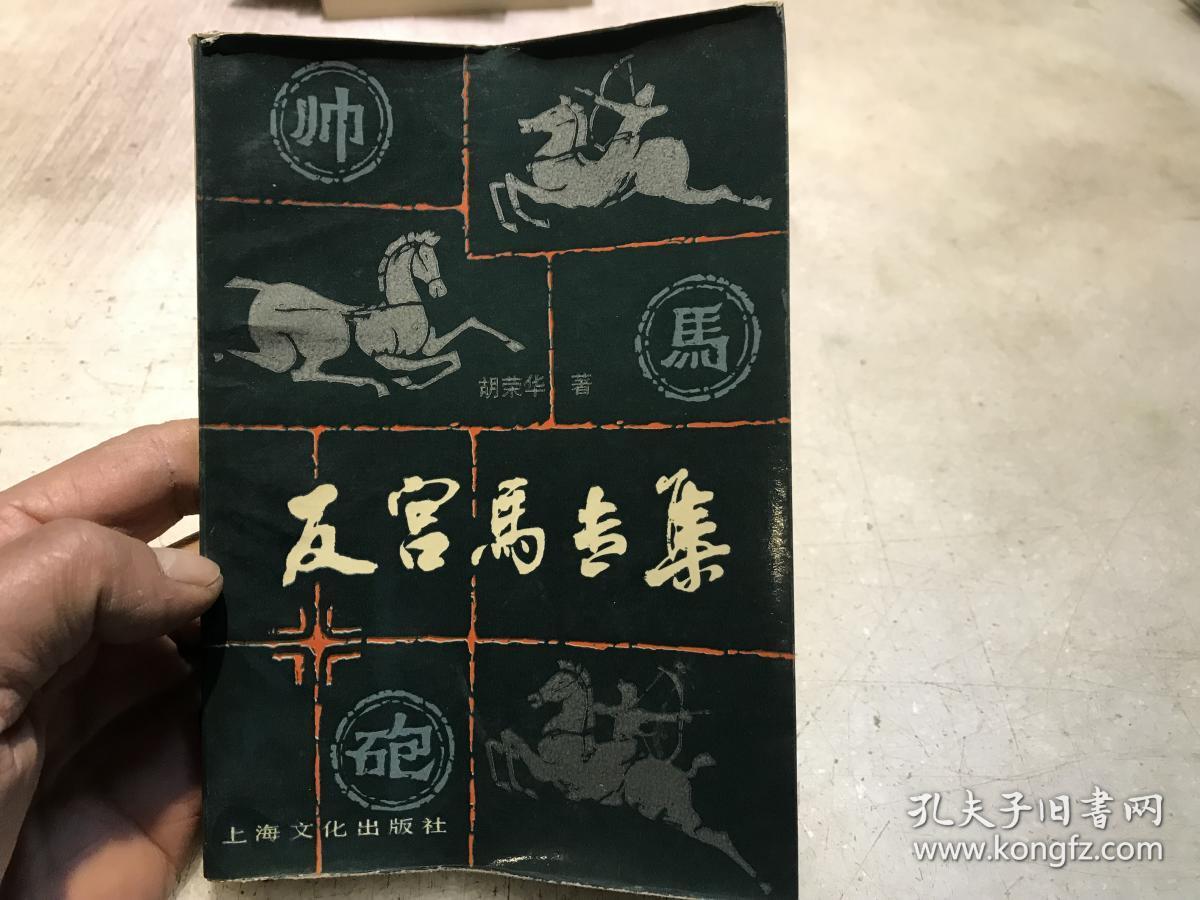 帅
馬
胡荣华 著
反宫馬专集
砲
上海文化出版社
孔夫子旧書网
www.kongfz.com